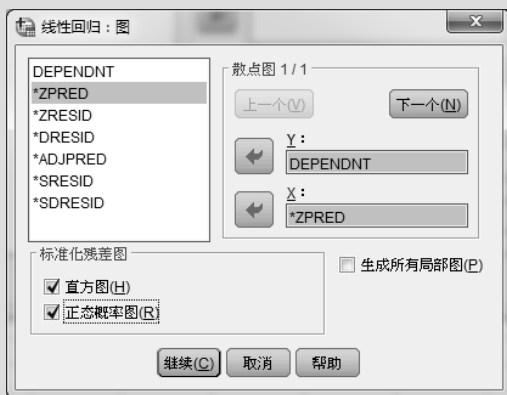 线性回归：图
DEPENDNT
*ZPRED
*ZRESID
*DRESID
*ADJPRED
*SRESID
*SDRESID
散点图 1 / 1
上一个(V)
下一个(N)
Y：
DEPENDNT
X：
*ZPRED
标准化残差图
直方图(H)
正态概率图(R)
生成所有局部图(P)
继续(C)
取消
帮助